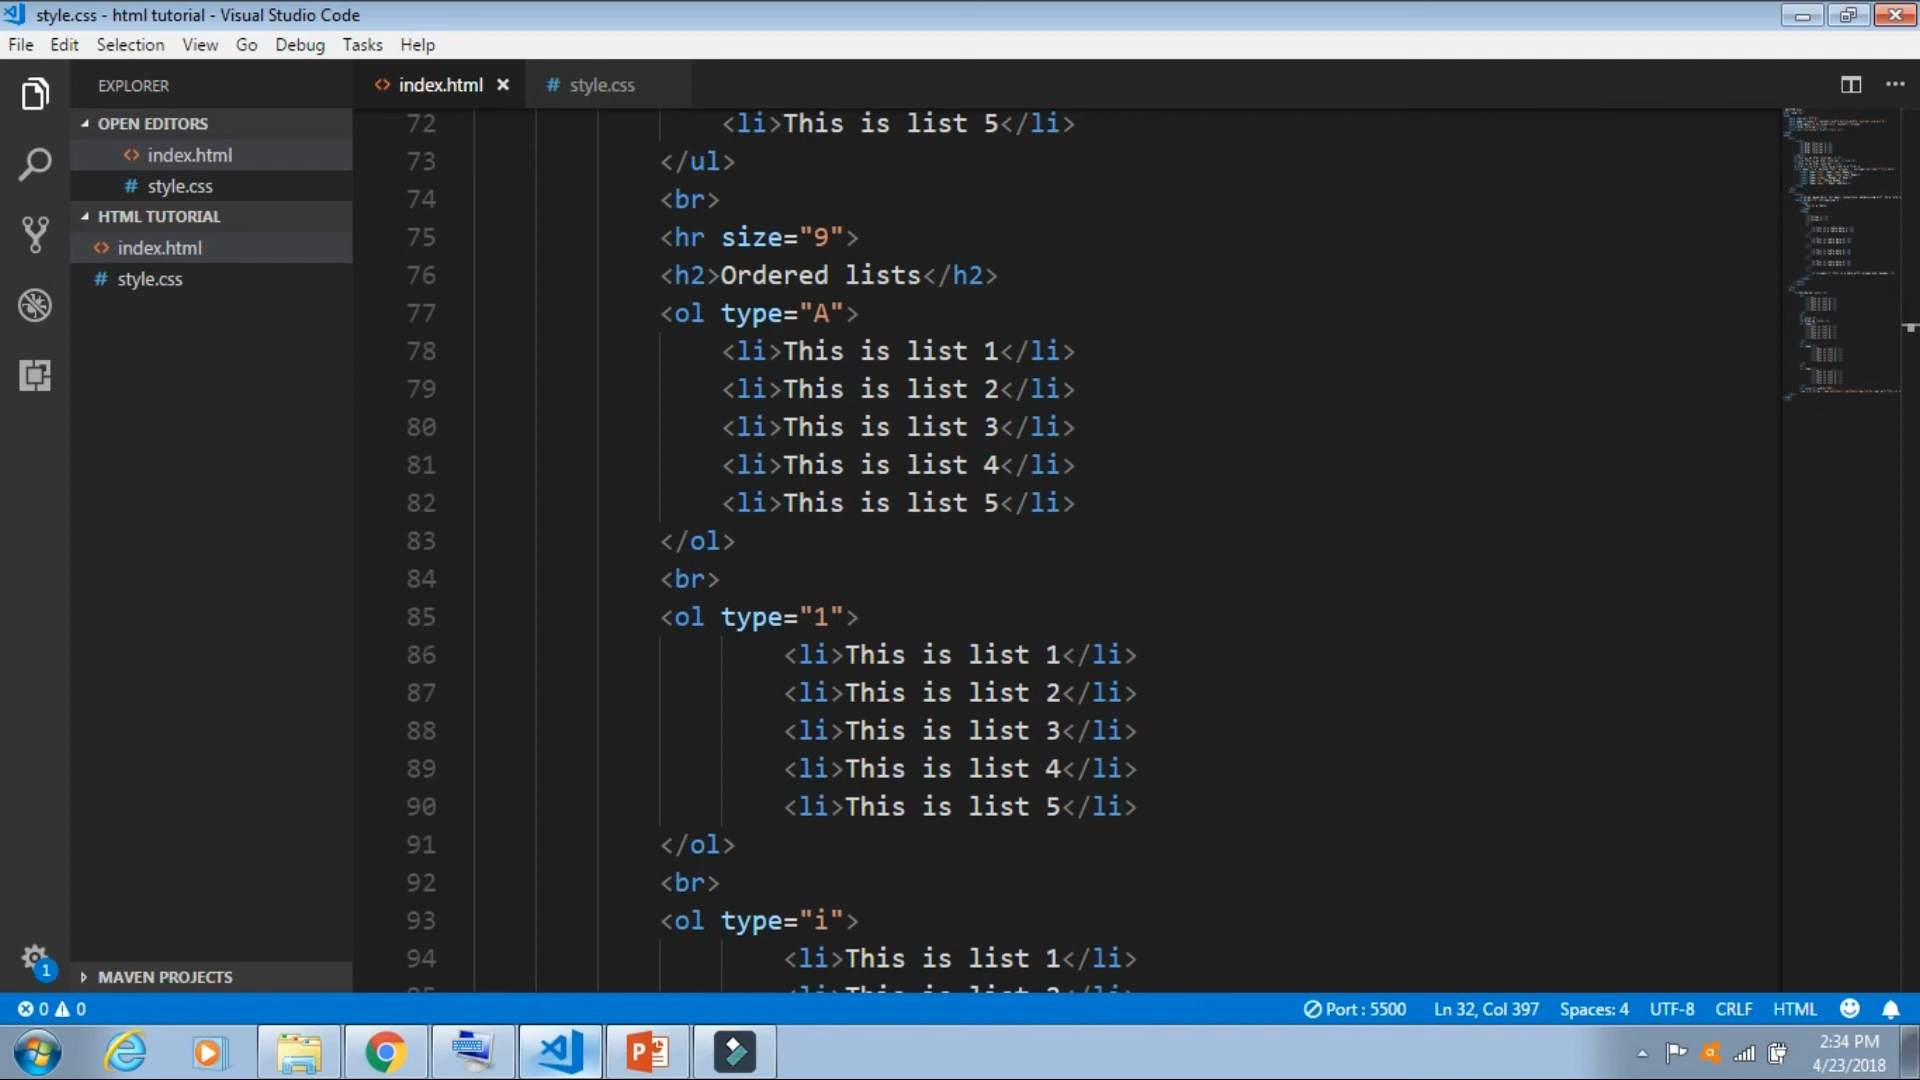 style.css - html tutorial - Visual Studio Code
File Edit Selection View Go Debug Tasks Help
EXPLORER
OPEN EDITORS
<> index.html
# style.css
HTML TUTORIAL
<> index.html
# style.css
1
MAVEN PROJECTS
<> index.html
# style.css
72 <li>This is list 5</li>
73 </ul>
74 <br>
75 <hr size="9">
76 <h2>Ordered lists</h2>
77 <ol type="A">
78 <li>This is list 1</li>
79 <li>This is list 2</li>
80 <li>This is list 3</li>
81 <li>This is list 4</li>
82 <li>This is list 5</li>
83 </ol>
84 <br>
85 <ol type="1">
86 <li>This is list 1</li>
87 <li>This is list 2</li>
88 <li>This is list 3</li>
89 <li>This is list 4</li>
90 <li>This is list 5</li>
91 </ol>
92 <br>
93 <ol type="i">
94 <li>This is list 1</li>
0 0 Port : 5500 Ln 32, Col 397 Spaces: 4 UTF-8 CRLF HTML
2:34 PM
4/23/2018